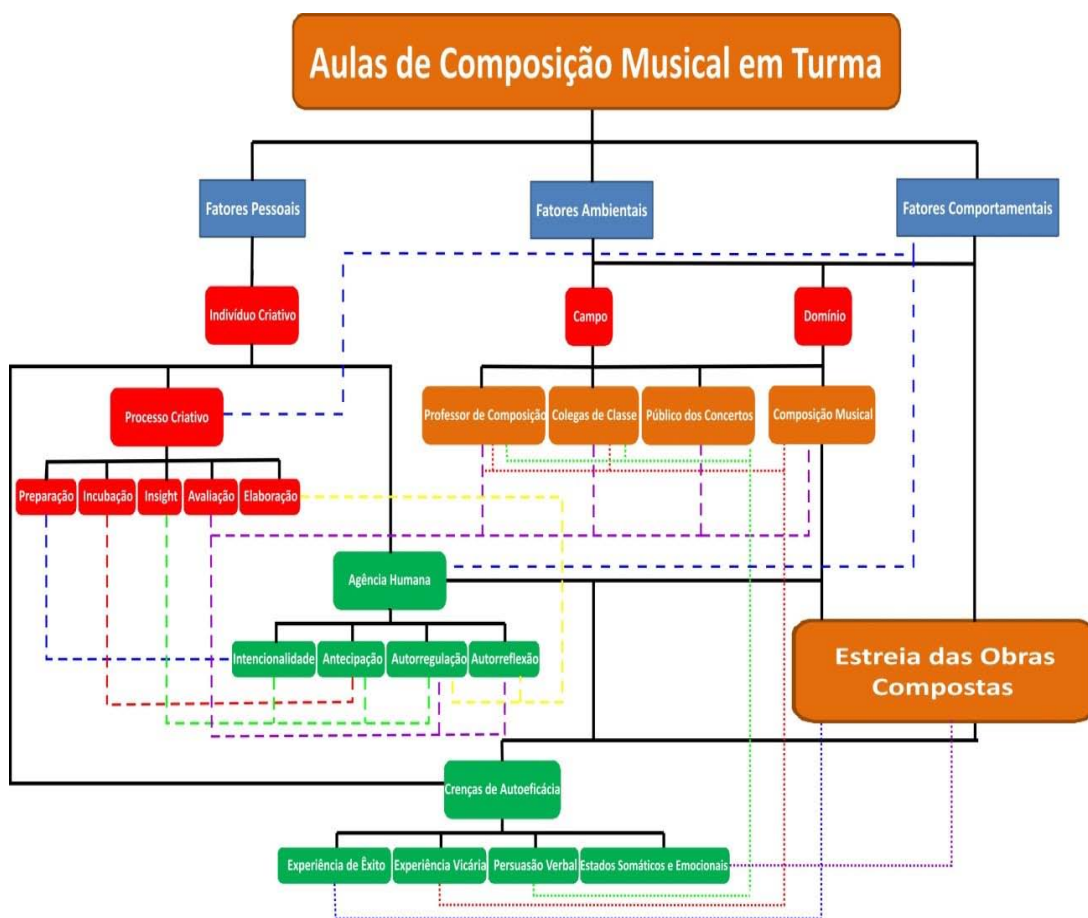 Aulas de Composição Musical em Turma
Fatores Pessoais
Fatores Ambientais
Fatores Comportamentais
Indivíduo Criativo
Campo
Domínio
Processo Criativo
Professor de Composição
Colegas de Classe
Público dos Concertos
Composição Musical
Preparação
Incubação
Insight
Avaliação
Elaboração
Agência Humana
Intencionalidade
Antecipação
Autorregulação
Autorreflexão
Estreia das Obras
Compostas
Crenças de Autoeficácia
Experiência de Êxito
Experiência Vicária
Persuasão Verbal
Estados Somáticos e Emocionais